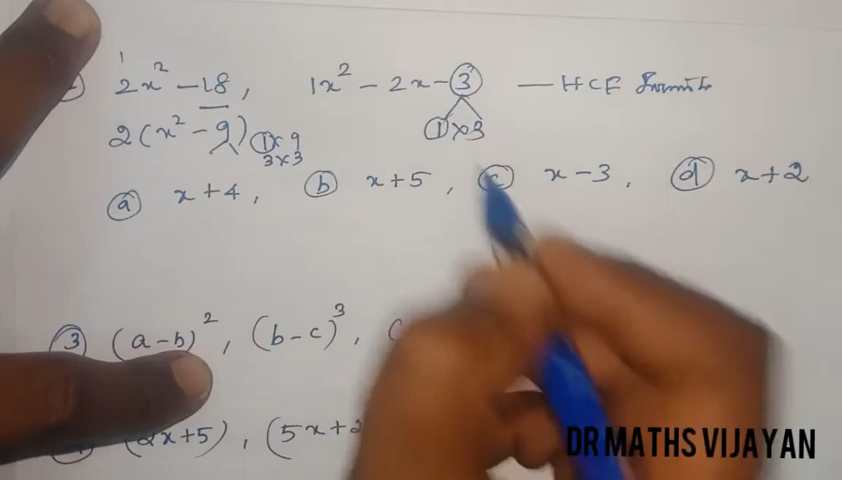 2x² - 18, 1x² - 2x - 3 — HCF
2(x² - 9) 1 x 9 1 x 3
3 x 3
a x + 4, b x + 5, c x - 3, d x + 2
3 (a - b)², (b - c)³, (
(2x + 5), (5x + 2
DR MATHS VIJAYAN